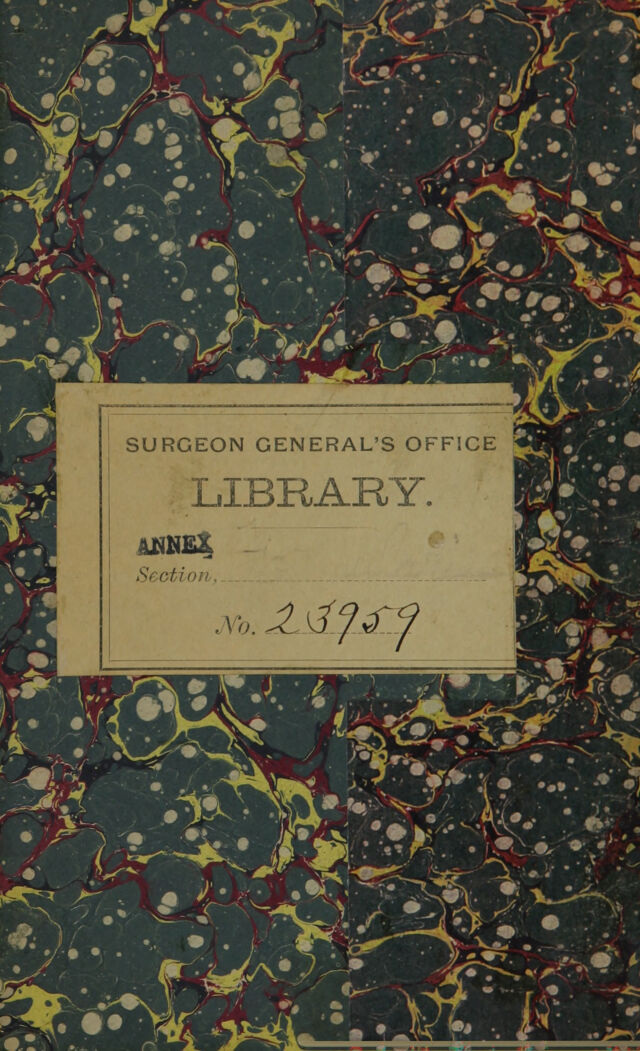 SURGEON GENERAL'S OFFICE
LIBRARY.
ANNEX
Section,
No. 23959